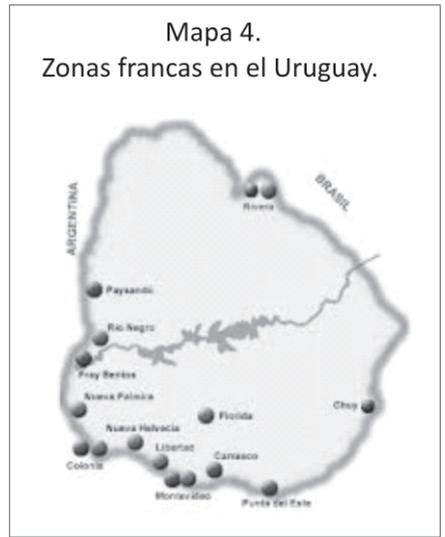 Mapa 4.
Zonas francas en el Uruguay.
BRASIL
ARGENTINA
Rivera
Paysandú
Río Negro
Fray Bentos
Nueva Palmira
Florida
Chuy
Nueva Helvecia
Libertad
Colonia
Carrasco
Montevideo
Punta del Este